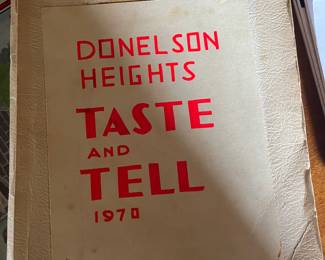 DONELSON
HEIGHTS
TASTE
AND
TELL
1970